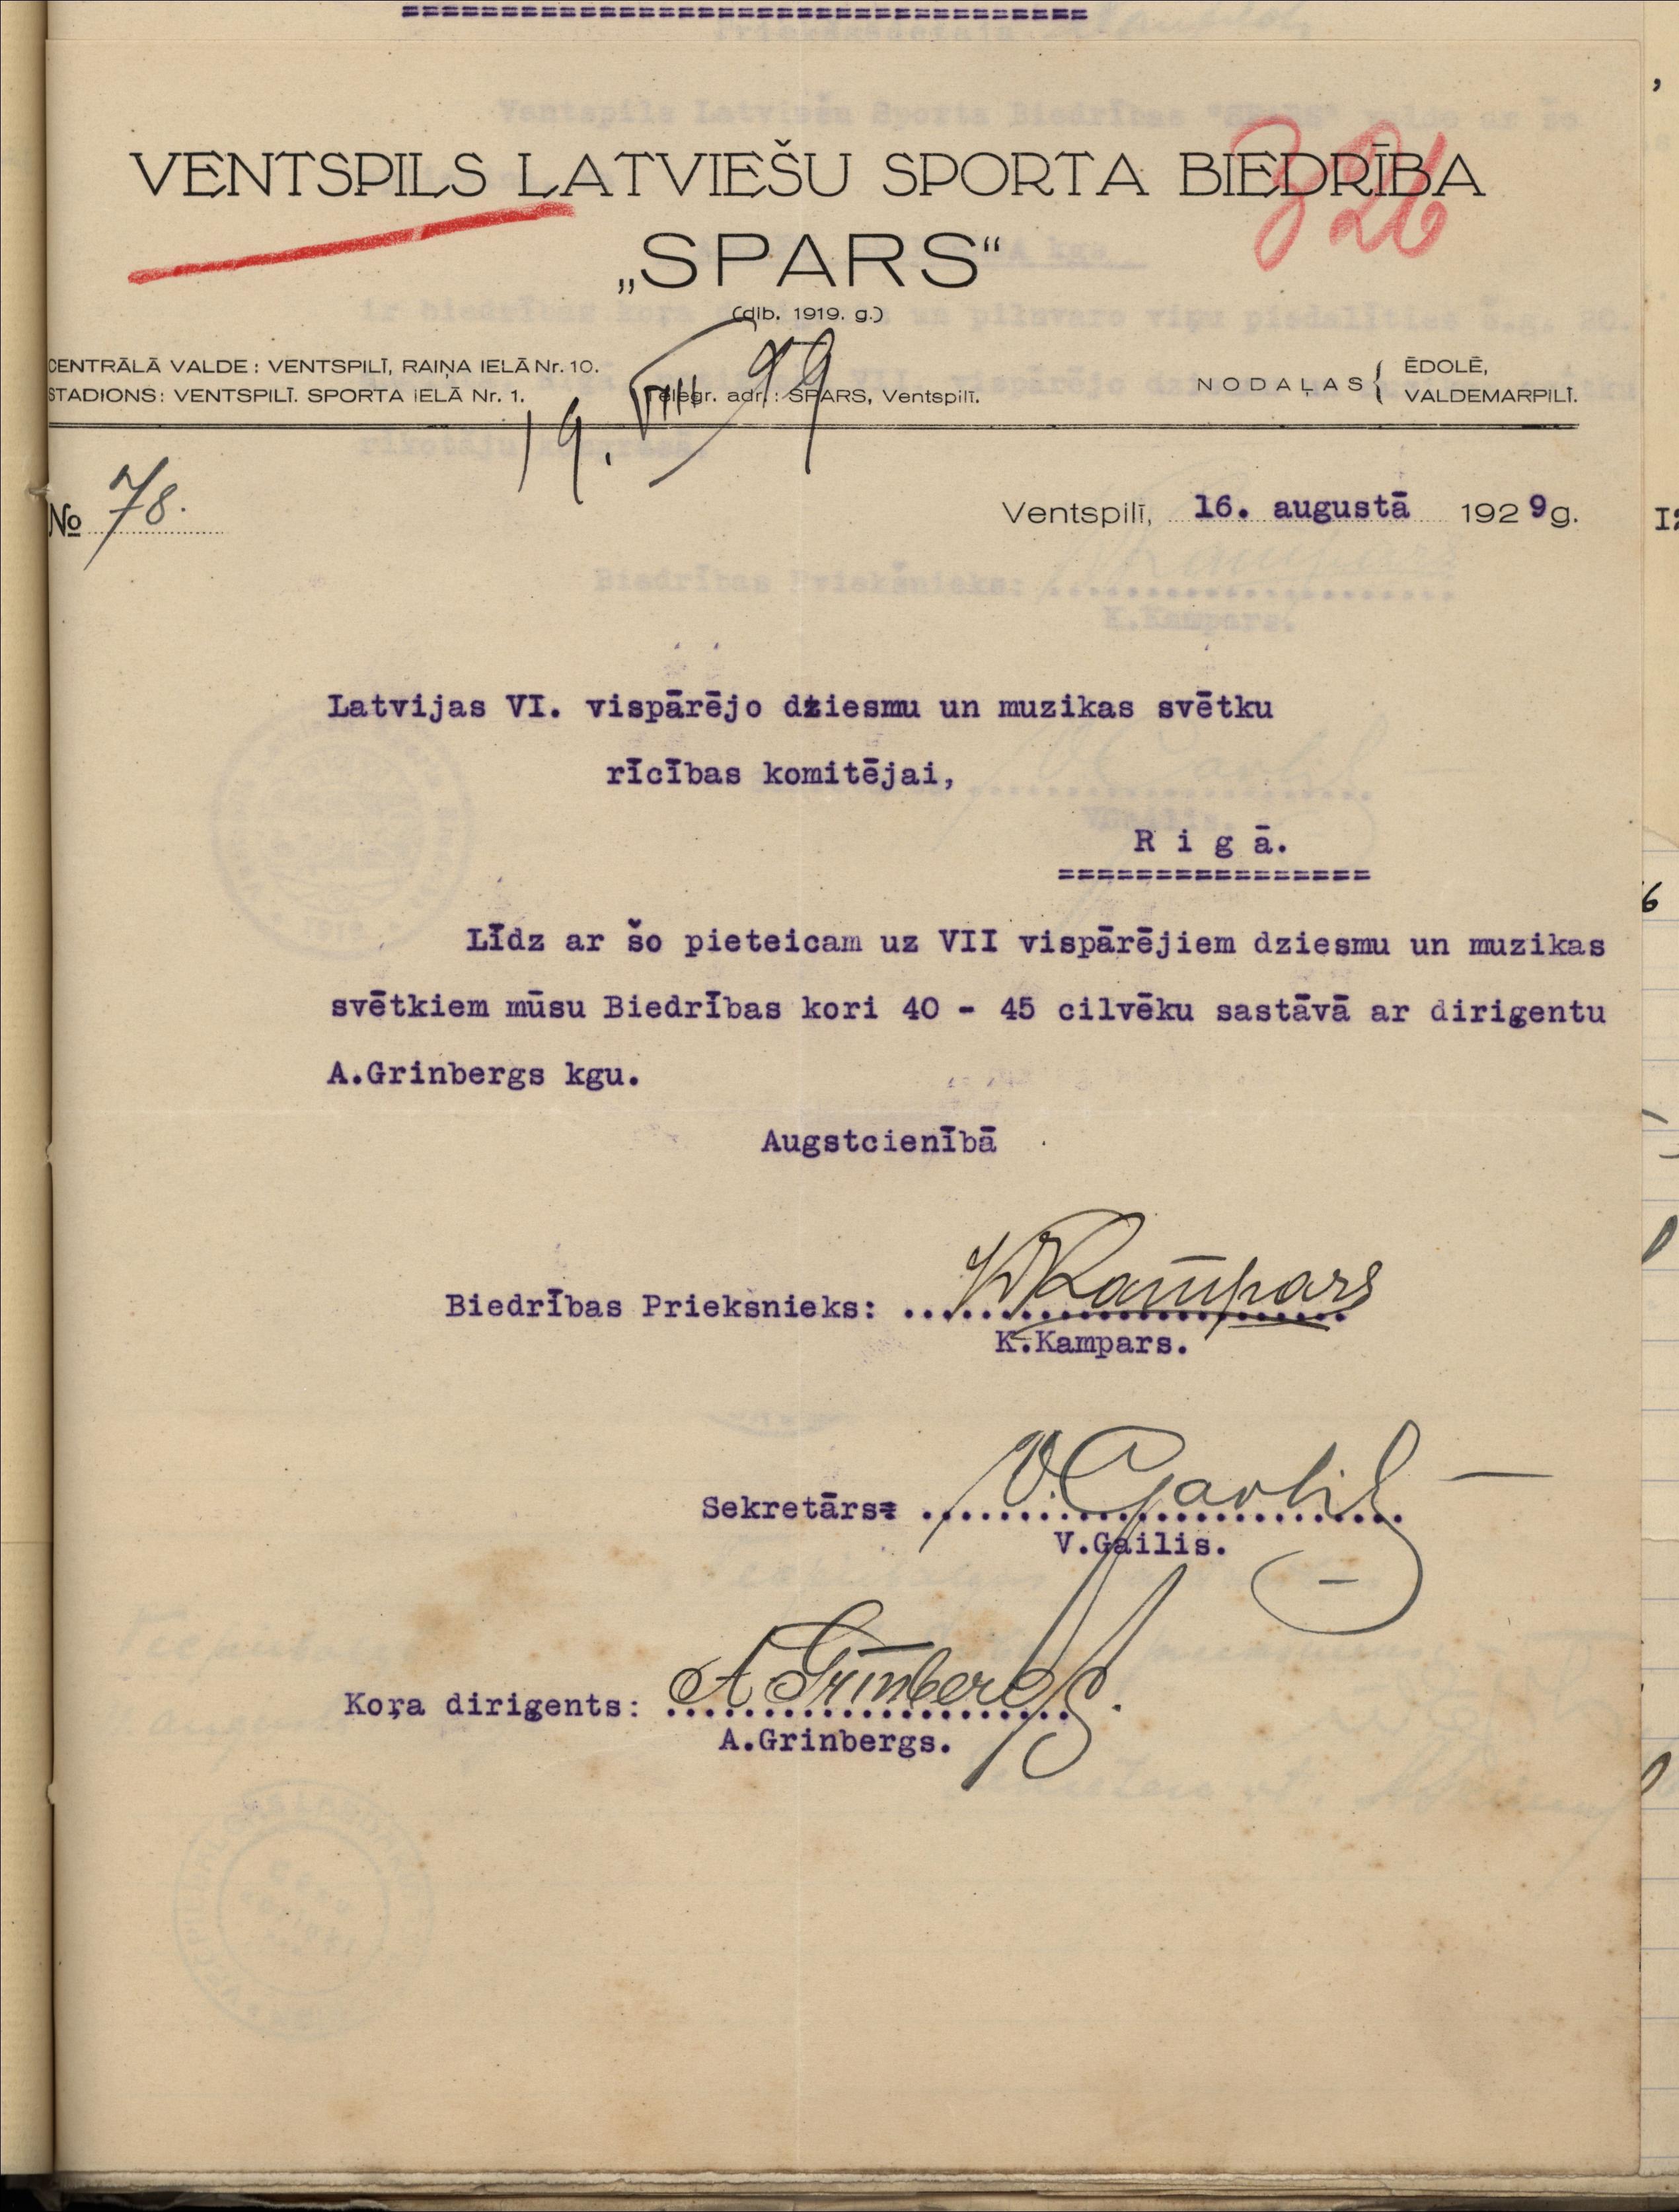 VENTSPILS LATVIEŠU SPORTA BIEDRĪBA
326
„SPARS“
(dib. 1919. g.)
CENTRĀLĀ VALDE: VENTSPILĪ, RAIŅA IELĀ Nr. 10.
STADIONS: VENTSPILĪ. SPORTA IELĀ Nr. 1.
Telegr. adr.: SPARS, Ventspilī.
NODAĻAS { ĒDOLĒ,
VALDEMARPILĪ.
19. VIII 29
No 78.
Ventspilī, 16. augustā 1929g.
Latvijas VI. vispārējo dziesmu un muzikas svētku
rīcības komitējai,
Rigā.
================
Līdz ar šo pieteicam uz VII vispārējiem dziesmu un muzikas
svētkiem mūsu Biedrības kori 40 - 45 cilvēku sastāvā ar dirigentu
A.Grinbergs kgu.
Augstcienībā
Biedrības Priekšnieks: KKampars
K.Kampars.
Sekretārs: V.Gailis
V.Gailis.
Koŗa dirigents: A Grinbergs.
A.Grinbergs.